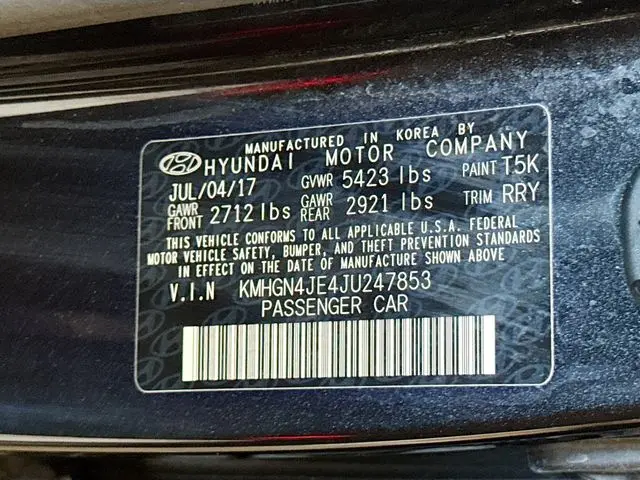 MANUFACTURED IN KOREA BY
HYUNDAI MOTOR COMPANY
JUL/04/17 GVWR 5423 lbs PAINT T5K
GAWR FRONT 2712 lbs GAWR REAR 2921 lbs TRIM RRY
THIS VEHICLE CONFORMS TO ALL APPLICABLE U.S.A. FEDERAL
MOTOR VEHICLE SAFETY, BUMPER, AND THEFT PREVENTION STANDARDS
IN EFFECT ON THE DATE OF MANUFACTURE SHOWN ABOVE
V.I.N KMHGN4JE4JU247853
PASSENGER CAR